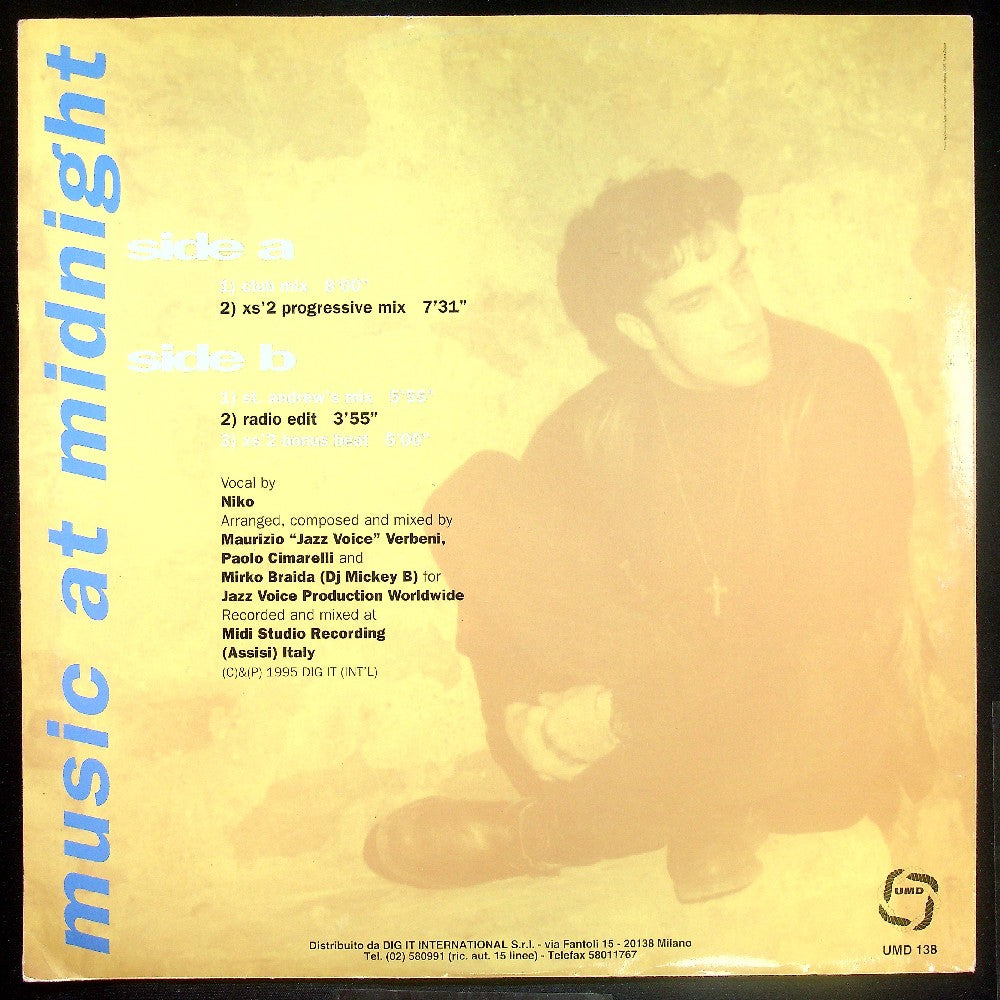 music at midnight
side a
1) club mix 6'00"
2) xs'2 progressive mix 7'31"
side b
1) st. andrew's mix 5'55"
2) radio edit 3'55"
3) xs'2 bonus beat 5'00"
Vocal by
Niko
Arranged, composed and mixed by
Maurizio "Jazz Voice" Verbeni,
Paolo Cimarelli and
Mirko Braida (Dj Mickey B) for
Jazz Voice Production Worldwide
Recorded and mixed at
Midi Studio Recording
(Assisi) Italy
(C)&(P) 1995 DIG IT (INT'L)
UMD
UMD 138
Distribuito da DIG IT INTERNATIONAL S.r.l. - via Fantoli 15 - 20138 Milano
Tel. (02) 580991 (ric. aut. 15 linee) - Telefax 58011767